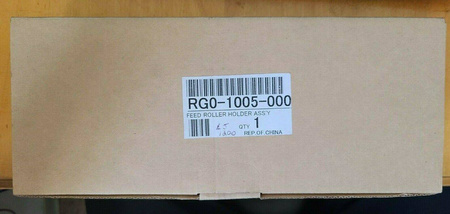 RG0-1005-000
FEED ROLLER HOLDER ASS'Y
QTY 1
REP.OF CHINA